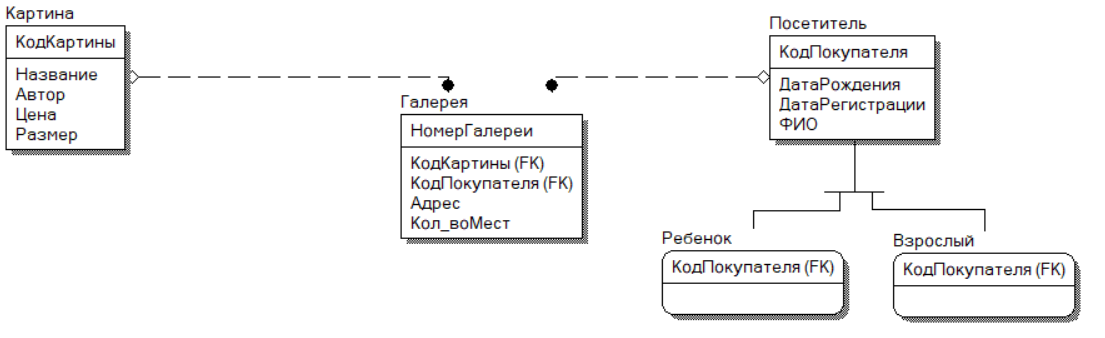 Картина
КодКартины
Название
Автор
Цена
Размер
Галерея
НомерГалереи
КодКартины (FK)
КодПокупателя (FK)
Адрес
Кол_воМест
Посетитель
КодПокупателя
ДатаРождения
ДатаРегистрации
ФИО
Ребенок
КодПокупателя (FK)
Взрослый
КодПокупателя (FK)